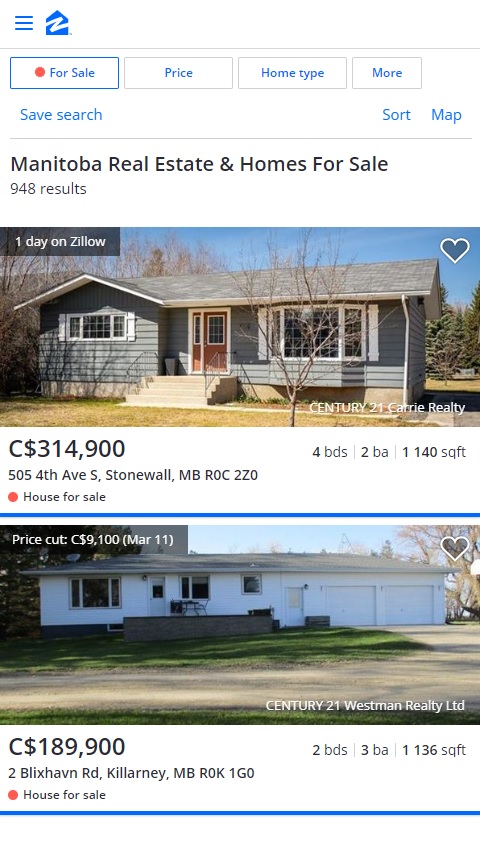 For Sale
Price
Home type
More
Save search
Sort
Map
Manitoba Real Estate & Homes For Sale
948 results
1 day on Zillow
CENTURY 21 Carrie Realty
C$314,900
4 bds 2 ba 1 140 sqft
505 4th Ave S, Stonewall, MB R0C 2Z0
House for sale
Price cut: C$9,100 (Mar 11)
CENTURY 21 Westman Realty Ltd
C$189,900
2 bds 3 ba 1 136 sqft
2 Blixhavn Rd, Killarney, MB R0K 1G0
House for sale